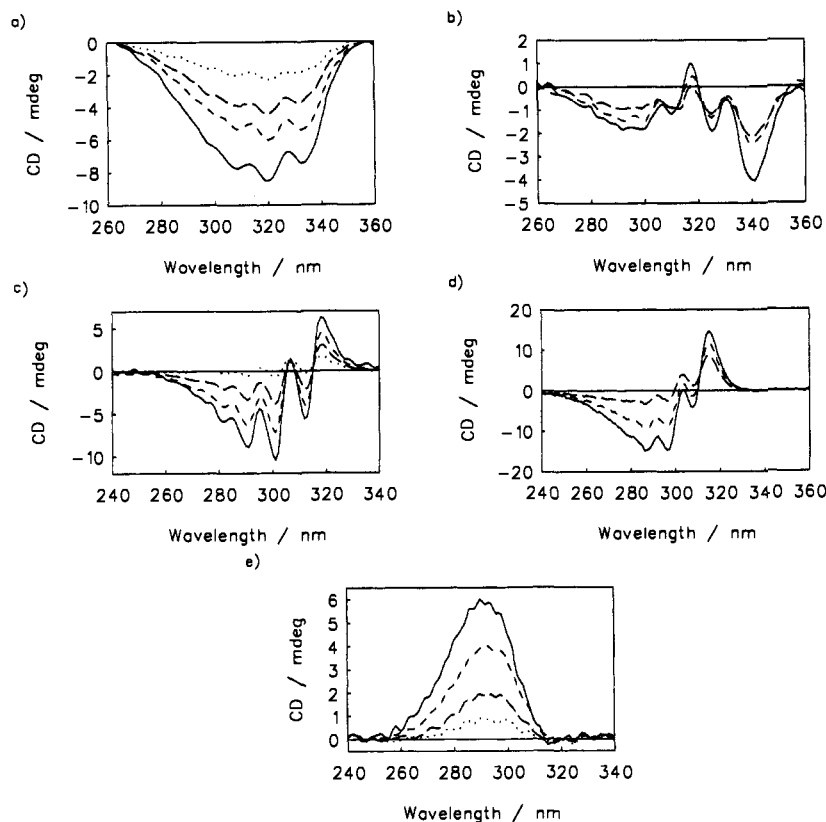 a)
0
−2
−4
−6
−8
−10
CD / mdeg
260 280 300 320 340 360
Wavelength / nm
b)
2
1
0
−1
−2
−3
−4
−5
CD / mdeg
260 280 300 320 340 360
Wavelength / nm
c)
5
0
−5
−10
CD / mdeg
240 260 280 300 320 340
Wavelength / nm
d)
20
10
0
−10
−20
CD / mdeg
240 260 280 300 320 340 360
Wavelength / nm
e)
6
5
4
3
2
1
0
CD / mdeg
240 260 280 300 320 340
Wavelength / nm